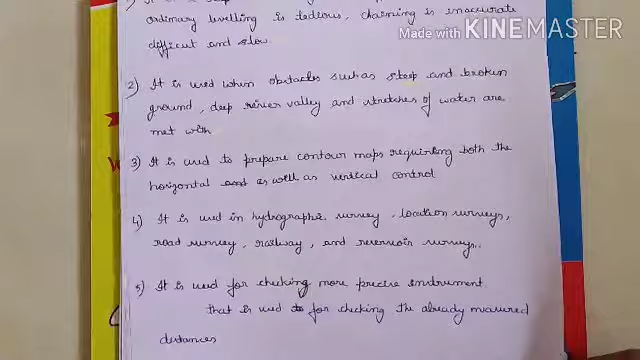 Made with KINEMASTER
ordinary levelling is tedious, chaining is inaccurate
difficut and slow.
2) It is used when obstacles such as steep and broken
ground, deep river valley and stretches of water are
met with
3) It is used to prepare contour maps requiring both the
horizontal as well as vertical control
4) It is used in hydrographic survey, location surveys,
road survey, railway, and reservoir surveys.
5) It is used for checking more precise instrument.
that is used for checking the already measured
distances